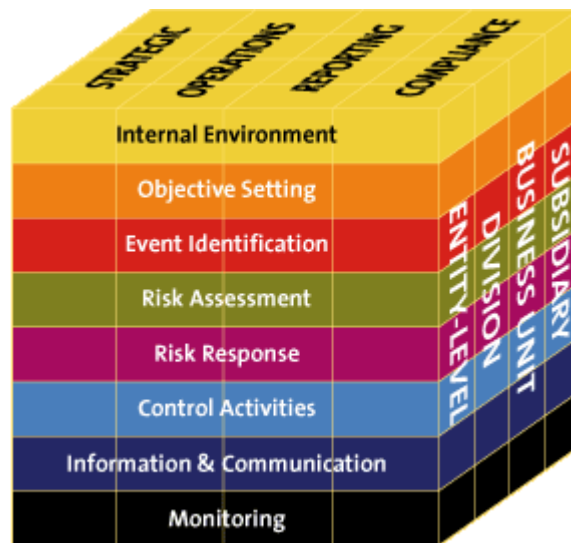 STRATEGIC
OPERATIONS
REPORTING
COMPLIANCE
Internal Environment
Objective Setting
Event Identification
Risk Assessment
Risk Response
Control Activities
Information & Communication
Monitoring
ENTITY-LEVEL
DIVISION
BUSINESS UNIT
SUBSIDIARY